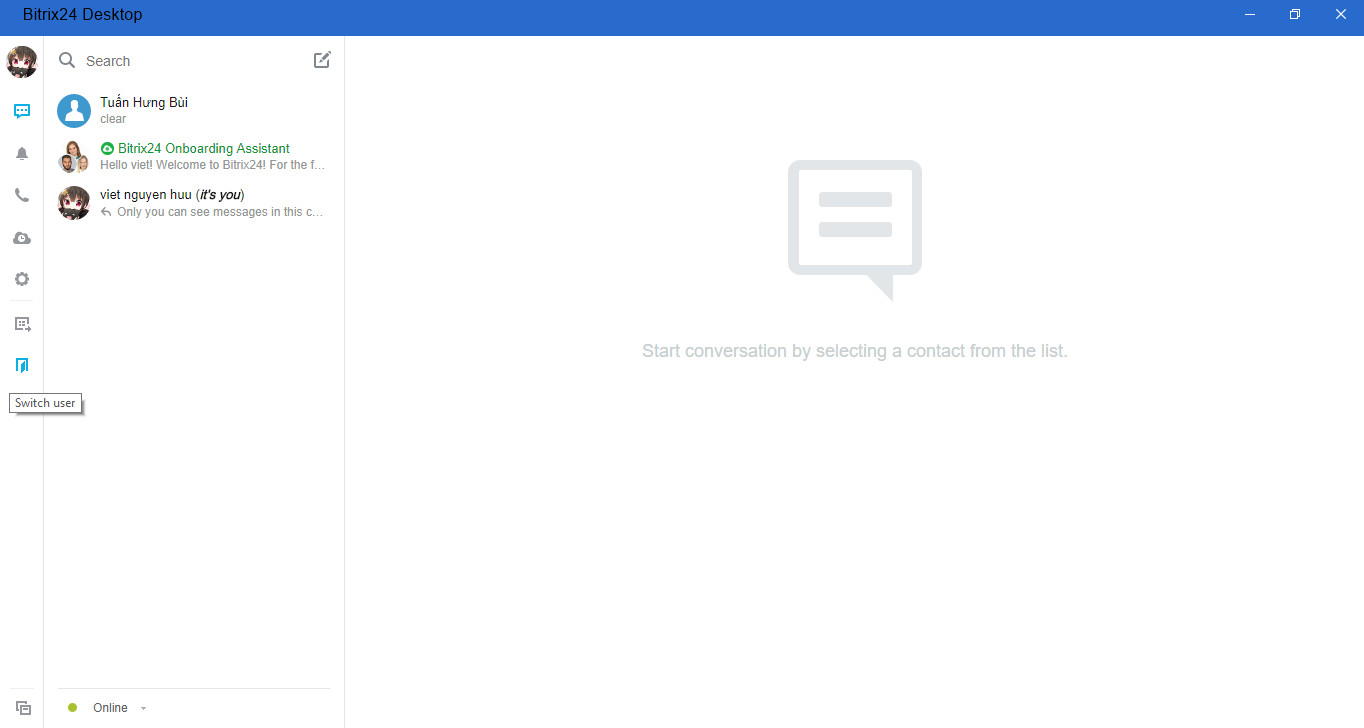 Bitrix24 Desktop
Search
Tuấn Hưng Bùi
clear
Bitrix24 Onboarding Assistant
Hello viet! Welcome to Bitrix24! For the f...
viet nguyen huu (it's you)
Only you can see messages in this c...
Start conversation by selecting a contact from the list.
Switch user
Online